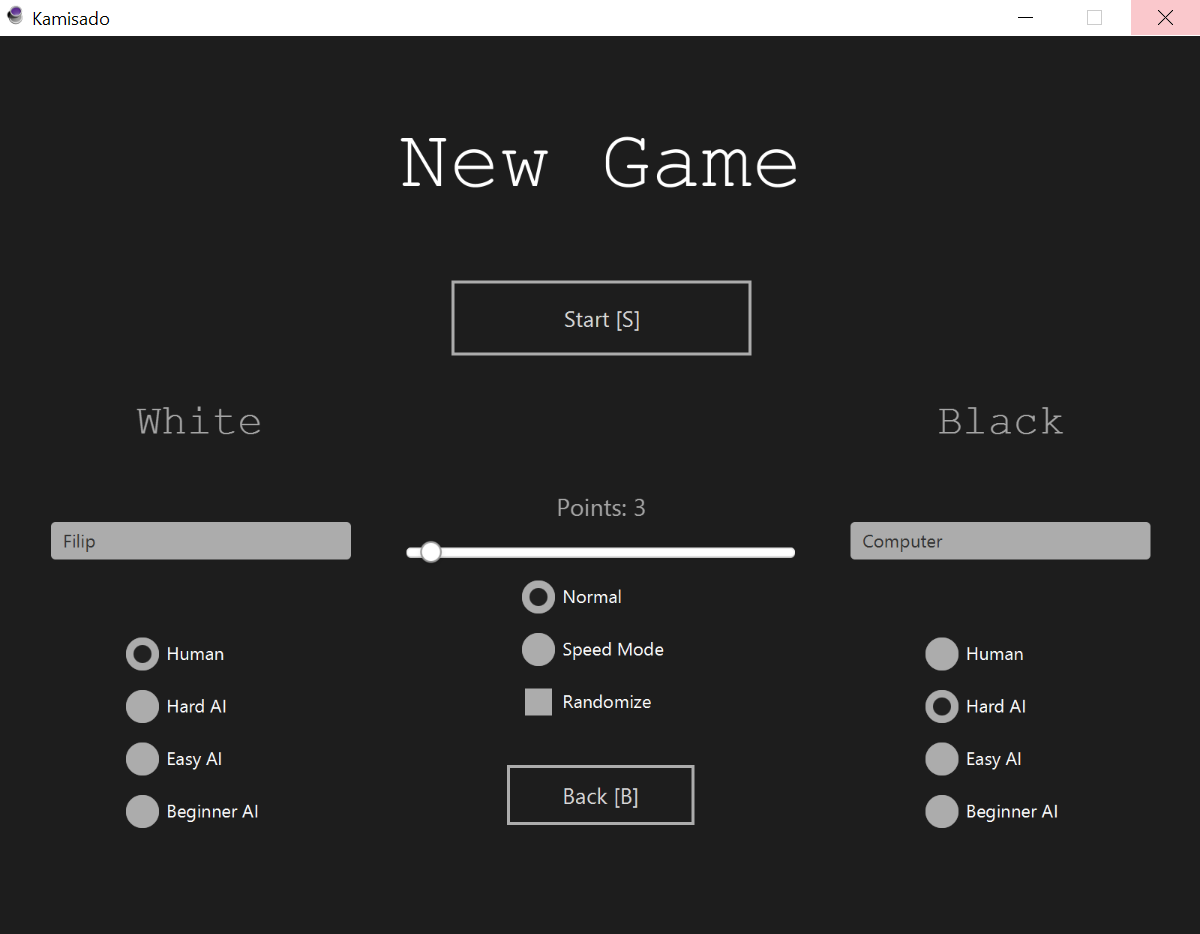 Kamisado
New Game
Start [S]
White
Black
Points: 3
Filip
Computer
Normal
Speed Mode
Randomize
Human
Hard AI
Easy AI
Beginner AI
Human
Hard AI
Easy AI
Beginner AI
Back [B]